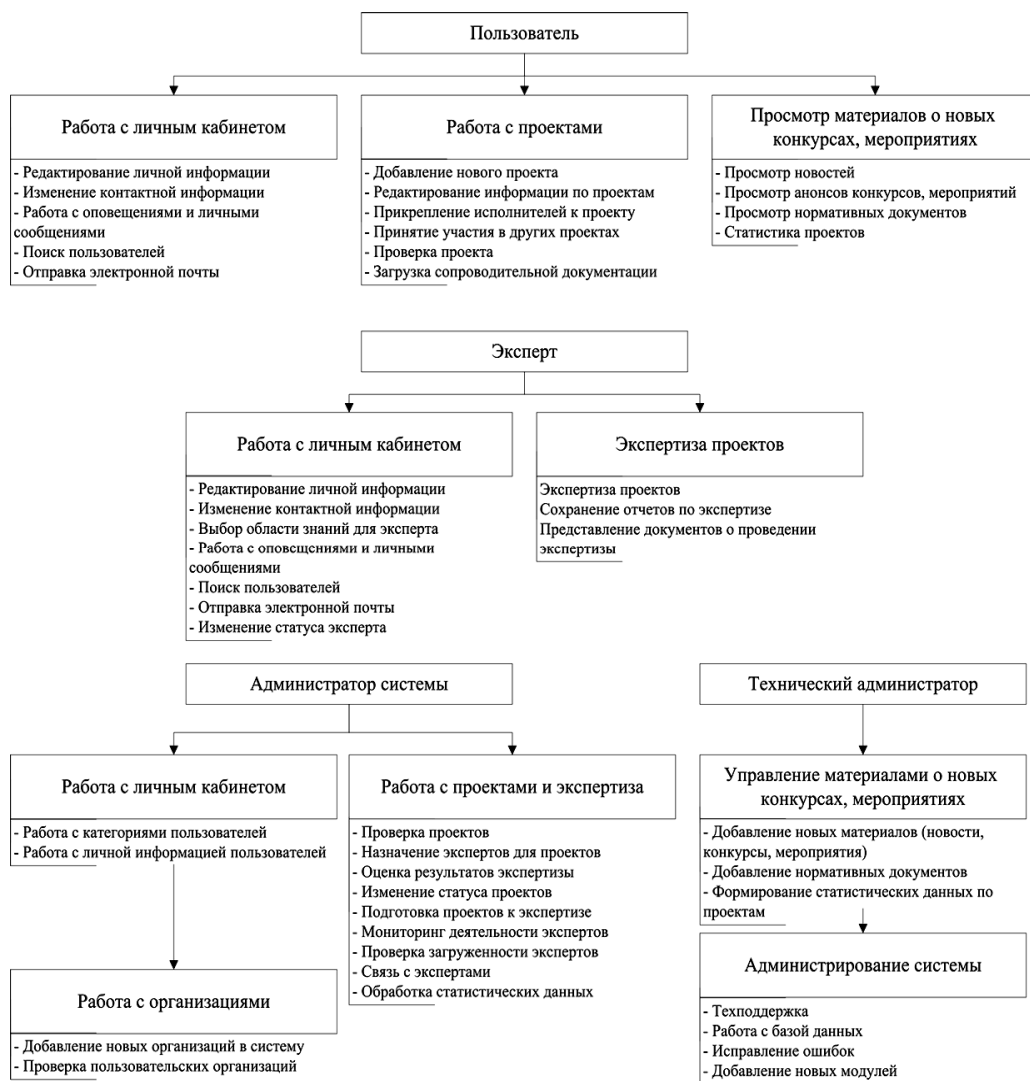 Пользователь
Работа с личным кабинетом
- Редактирование личной информации
- Изменение контактной информации
- Работа с оповещениями и личными
сообщениями
- Поиск пользователей
- Отправка электронной почты
Работа с проектами
- Добавление нового проекта
- Редактирование информации по проектам
- Прикрепление исполнителей к проекту
- Принятие участия в других проектах
- Проверка проекта
- Загрузка сопроводительной документации
Просмотр материалов о новых
конкурсах, мероприятиях
- Просмотр новостей
- Просмотр анонсов конкурсов, мероприятий
- Просмотр нормативных документов
- Статистика проектов
Эксперт
Работа с личным кабинетом
- Редактирование личной информации
- Изменение контактной информации
- Выбор области знаний для эксперта
- Работа с оповещениями и личными
сообщениями
- Поиск пользователей
- Отправка электронной почты
- Изменение статуса эксперта
Экспертиза проектов
Экспертиза проектов
Сохранение отчетов по экспертизе
Представление документов о проведении
экспертизы
Администратор системы
Работа с личным кабинетом
- Работа с категориями пользователей
- Работа с личной информацией пользователей
Работа с организациями
- Добавление новых организаций в систему
- Проверка пользовательских организаций
Работа с проектами и экспертиза
- Проверка проектов
- Назначение экспертов для проектов
- Оценка результатов экспертизы
- Изменение статуса проектов
- Подготовка проектов к экспертизе
- Мониторинг деятельности экспертов
- Проверка загруженности экспертов
- Связь с экспертами
- Обработка статистических данных
Технический администратор
Управление материалами о новых
конкурсах, мероприятиях
- Добавление новых материалов (новости,
конкурсы, мероприятия)
- Добавление нормативных документов
- Формирование статистических данных по
проектам
Администрирование системы
- Техподдержка
- Работа с базой данных
- Исправление ошибок
- Добавление новых модулей